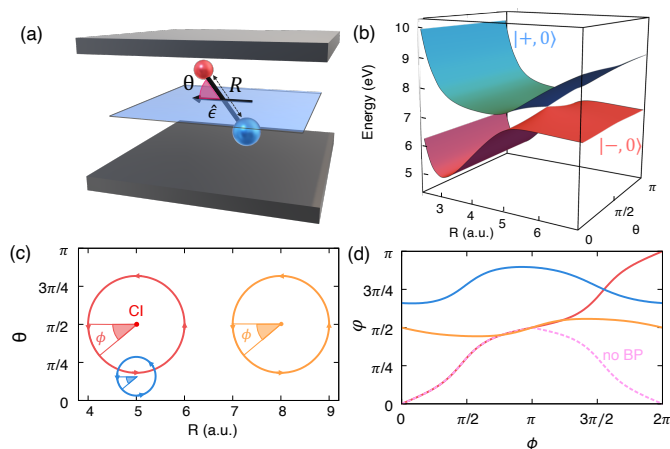 (a)
θ
R
ε̂
(b)
Energy (eV)
10
9
8
7
6
5
|+,0⟩
|−,0⟩
3
4
5
6
R (a.u.)
0
π/2
π
θ
(c)
θ
π
3π/4
π/2
π/4
0
CI
ϕ
ϕ
4 5 6 7 8 9
R (a.u.)
(d)
φ
π
3π/4
π/2
π/4
0
no BP
0 π/2 π 3π/2 2π
ϕ